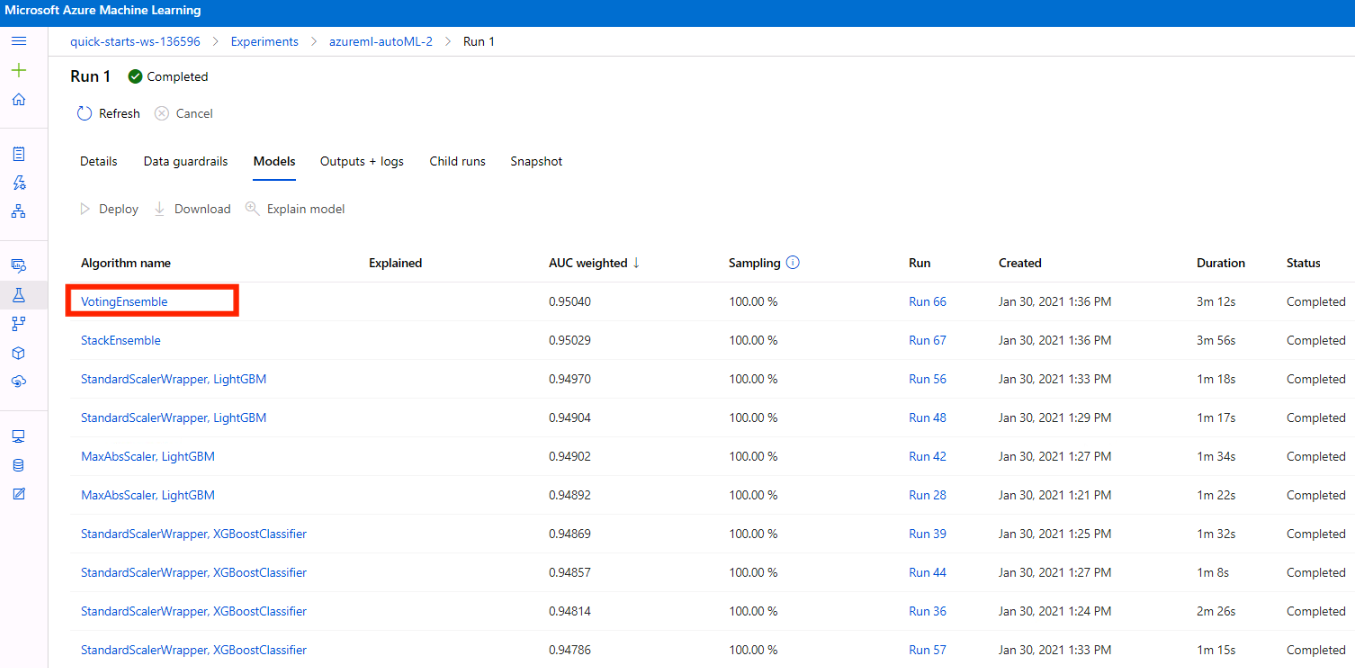 Microsoft Azure Machine Learning
quick-starts-ws-136596 > Experiments > azureml-autoML-2 > Run 1
Run 1 Completed
Refresh Cancel
Details Data guardrails Models Outputs + logs Child runs Snapshot
Deploy Download Explain model
Algorithm name Explained AUC weighted ↓ Sampling Run Created Duration Status
VotingEnsemble 0.95040 100.00 % Run 66 Jan 30, 2021 1:36 PM 3m 12s Completed
StackEnsemble 0.95029 100.00 % Run 67 Jan 30, 2021 1:36 PM 3m 56s Completed
StandardScalerWrapper, LightGBM 0.94970 100.00 % Run 56 Jan 30, 2021 1:33 PM 1m 18s Completed
StandardScalerWrapper, LightGBM 0.94904 100.00 % Run 48 Jan 30, 2021 1:29 PM 1m 17s Completed
MaxAbsScaler, LightGBM 0.94902 100.00 % Run 42 Jan 30, 2021 1:27 PM 1m 34s Completed
MaxAbsScaler, LightGBM 0.94892 100.00 % Run 28 Jan 30, 2021 1:21 PM 1m 22s Completed
StandardScalerWrapper, XGBoostClassifier 0.94869 100.00 % Run 39 Jan 30, 2021 1:25 PM 1m 32s Completed
StandardScalerWrapper, XGBoostClassifier 0.94857 100.00 % Run 44 Jan 30, 2021 1:27 PM 1m 8s Completed
StandardScalerWrapper, XGBoostClassifier 0.94814 100.00 % Run 36 Jan 30, 2021 1:24 PM 2m 26s Completed
StandardScalerWrapper, XGBoostClassifier 0.94786 100.00 % Run 57 Jan 30, 2021 1:33 PM 1m 15s Completed